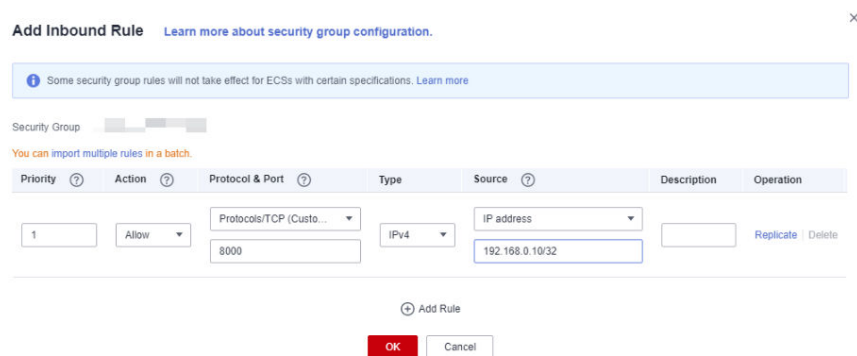 Add Inbound Rule Learn more about security group configuration.
Some security group rules will not take effect for ECSs with certain specifications. Learn more
Security Group
You can import multiple rules in a batch.
Priority Action Protocol & Port Type Source Description Operation
1 Allow Protocols/TCP (Custo... IPv4 IP address Replicate Delete
8000 192.168.0.10/32
Add Rule
OK Cancel